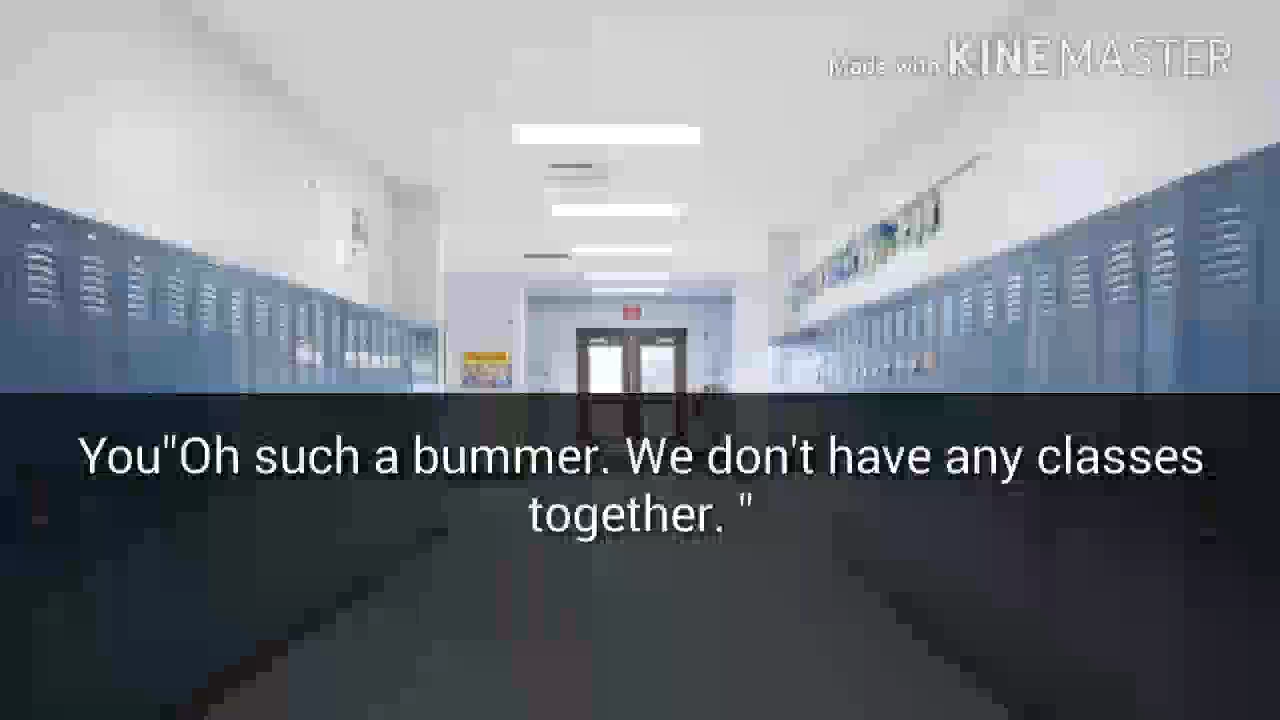 Made with KINEMASTER
You"Oh such a bummer. We don't have any classes
together. "